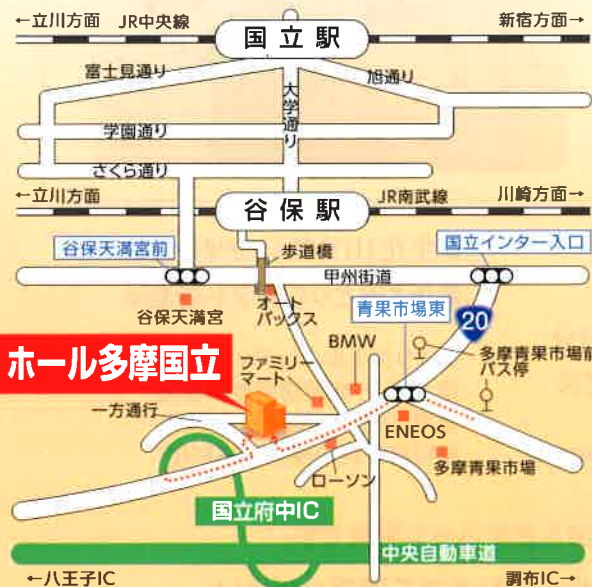 ←立川方面 JR中央線
新宿方面→
国立駅
富士見通り
大学通り
旭通り
学園通り
さくら通り
←立川方面
谷保駅
JR南武線
川崎方面→
谷保天満宮前
歩道橋
国立インター入口
甲州街道
谷保天満宮
オート
バックス
青果市場東
20
BMW
多摩青果市場前
バス停
ホール多摩国立
ファミリー
マート
一方通行
ENEOS
ローソン
多摩青果市場
国立府中IC
中央自動車道
←八王子IC
調布IC→